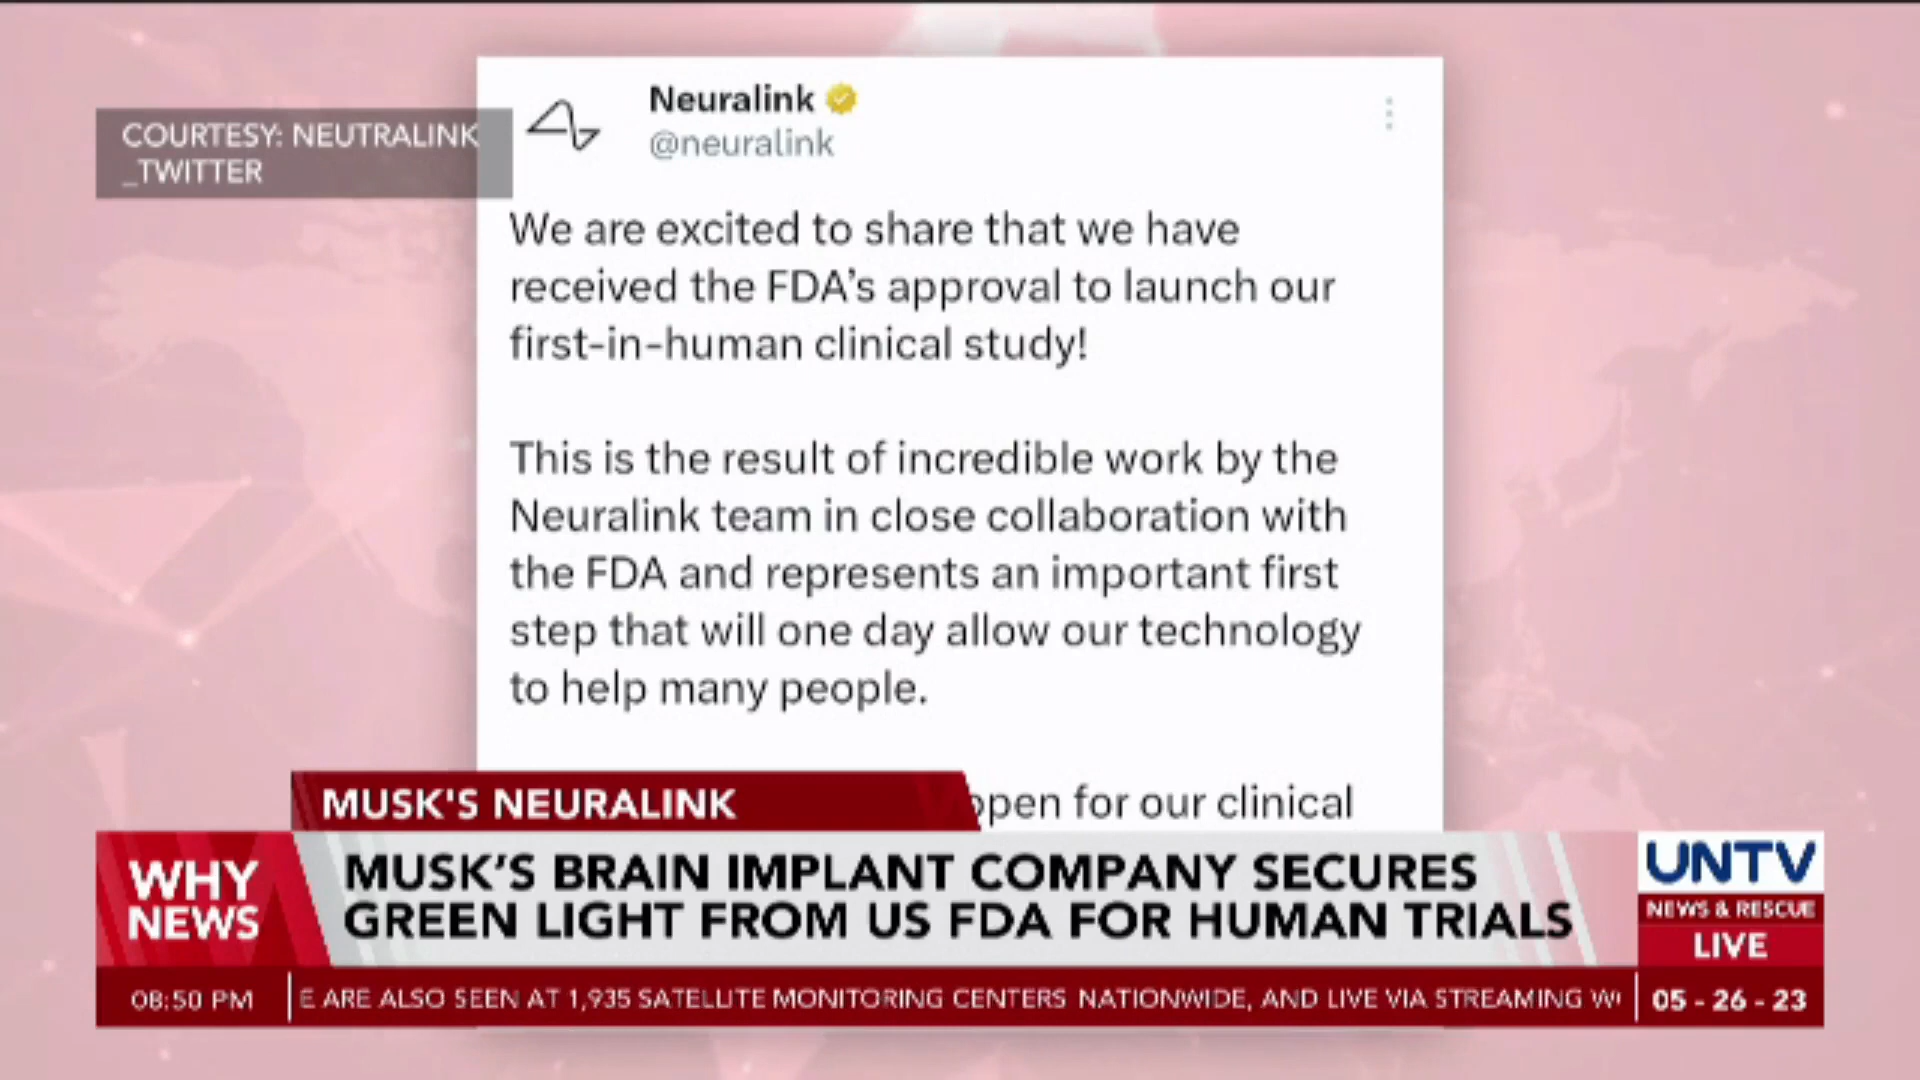 COURTESY: NEUTRALINK
_TWITTER
Neuralink
@neuralink
We are excited to share that we have
received the FDA's approval to launch our
first-in-human clinical study!
This is the result of incredible work by the
Neuralink team in close collaboration with
the FDA and represents an important first
step that will one day allow our technology
to help many people.
open for our clinical
MUSK'S NEURALINK
WHY
NEWS
MUSK'S BRAIN IMPLANT COMPANY SECURES
GREEN LIGHT FROM US FDA FOR HUMAN TRIALS
UNTV
NEWS & RESCUE
LIVE
08:50 PM
E ARE ALSO SEEN AT 1,935 SATELLITE MONITORING CENTERS NATIONWIDE, AND LIVE VIA STREAMING
05 - 26 - 23